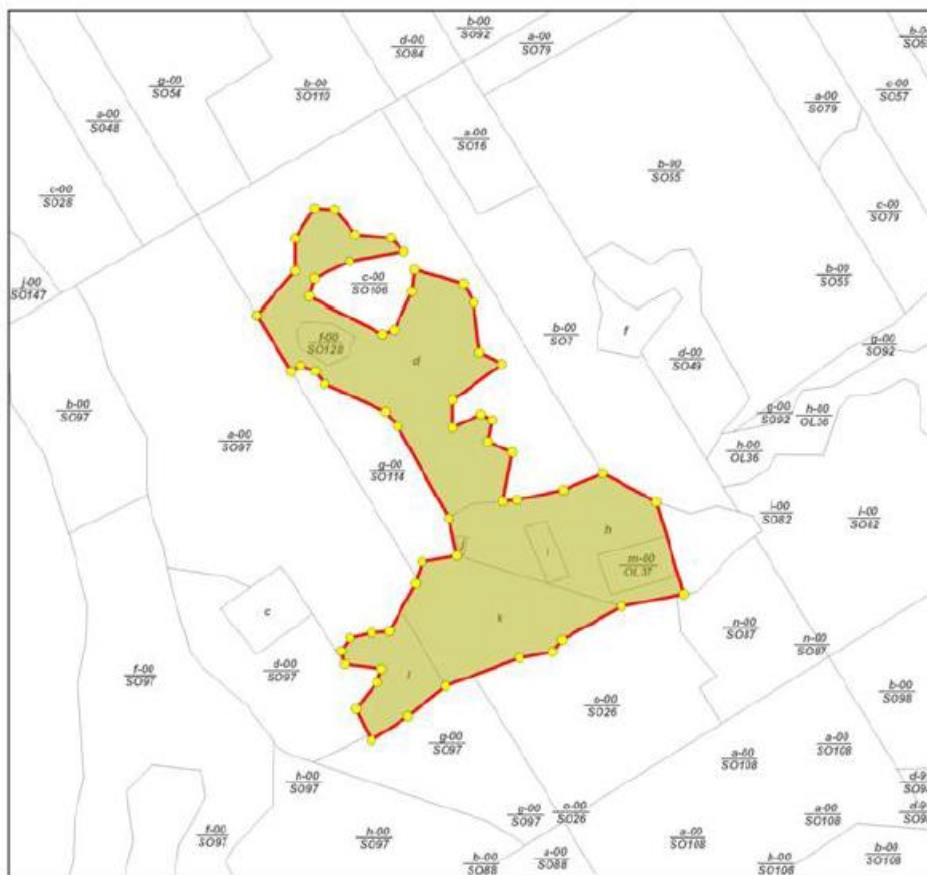 b-00
SO92
d-00
SO84
a-00
SO79
g-00
SO54
b-00
SO110
c-00
SO57
a-00
SO79
a-00
SO48
a-00
SO16
b-00
SO55
c-00
SO28
c-00
SO79
j-00
SO147
c-00
SO106
b-00
SO55
f-00
SO128
d
b-00
SO7
f
d-00
SO49
g-00
SO92
b-00
SO97
a-00
SO97
g-00
SO114
g-00
SO92
h-00
OL36
h-00
OL36
i-00
SO82
i-00
SO82
h
j
i
m-00
OL37
c
k
n-00
SO87
n-00
SO87
d-00
SO97
f-00
SO97
l
o-00
SO26
b-00
SO98
g-00
SO97
a-00
SO108
a-00
SO108
h-00
SO97
g-00
SO97
o-00
SO26
a-00
SO108
f-00
SO97
h-00
SO97
a-00
SO108
b-00
SO88
a-00
SO88
b-00
SO108